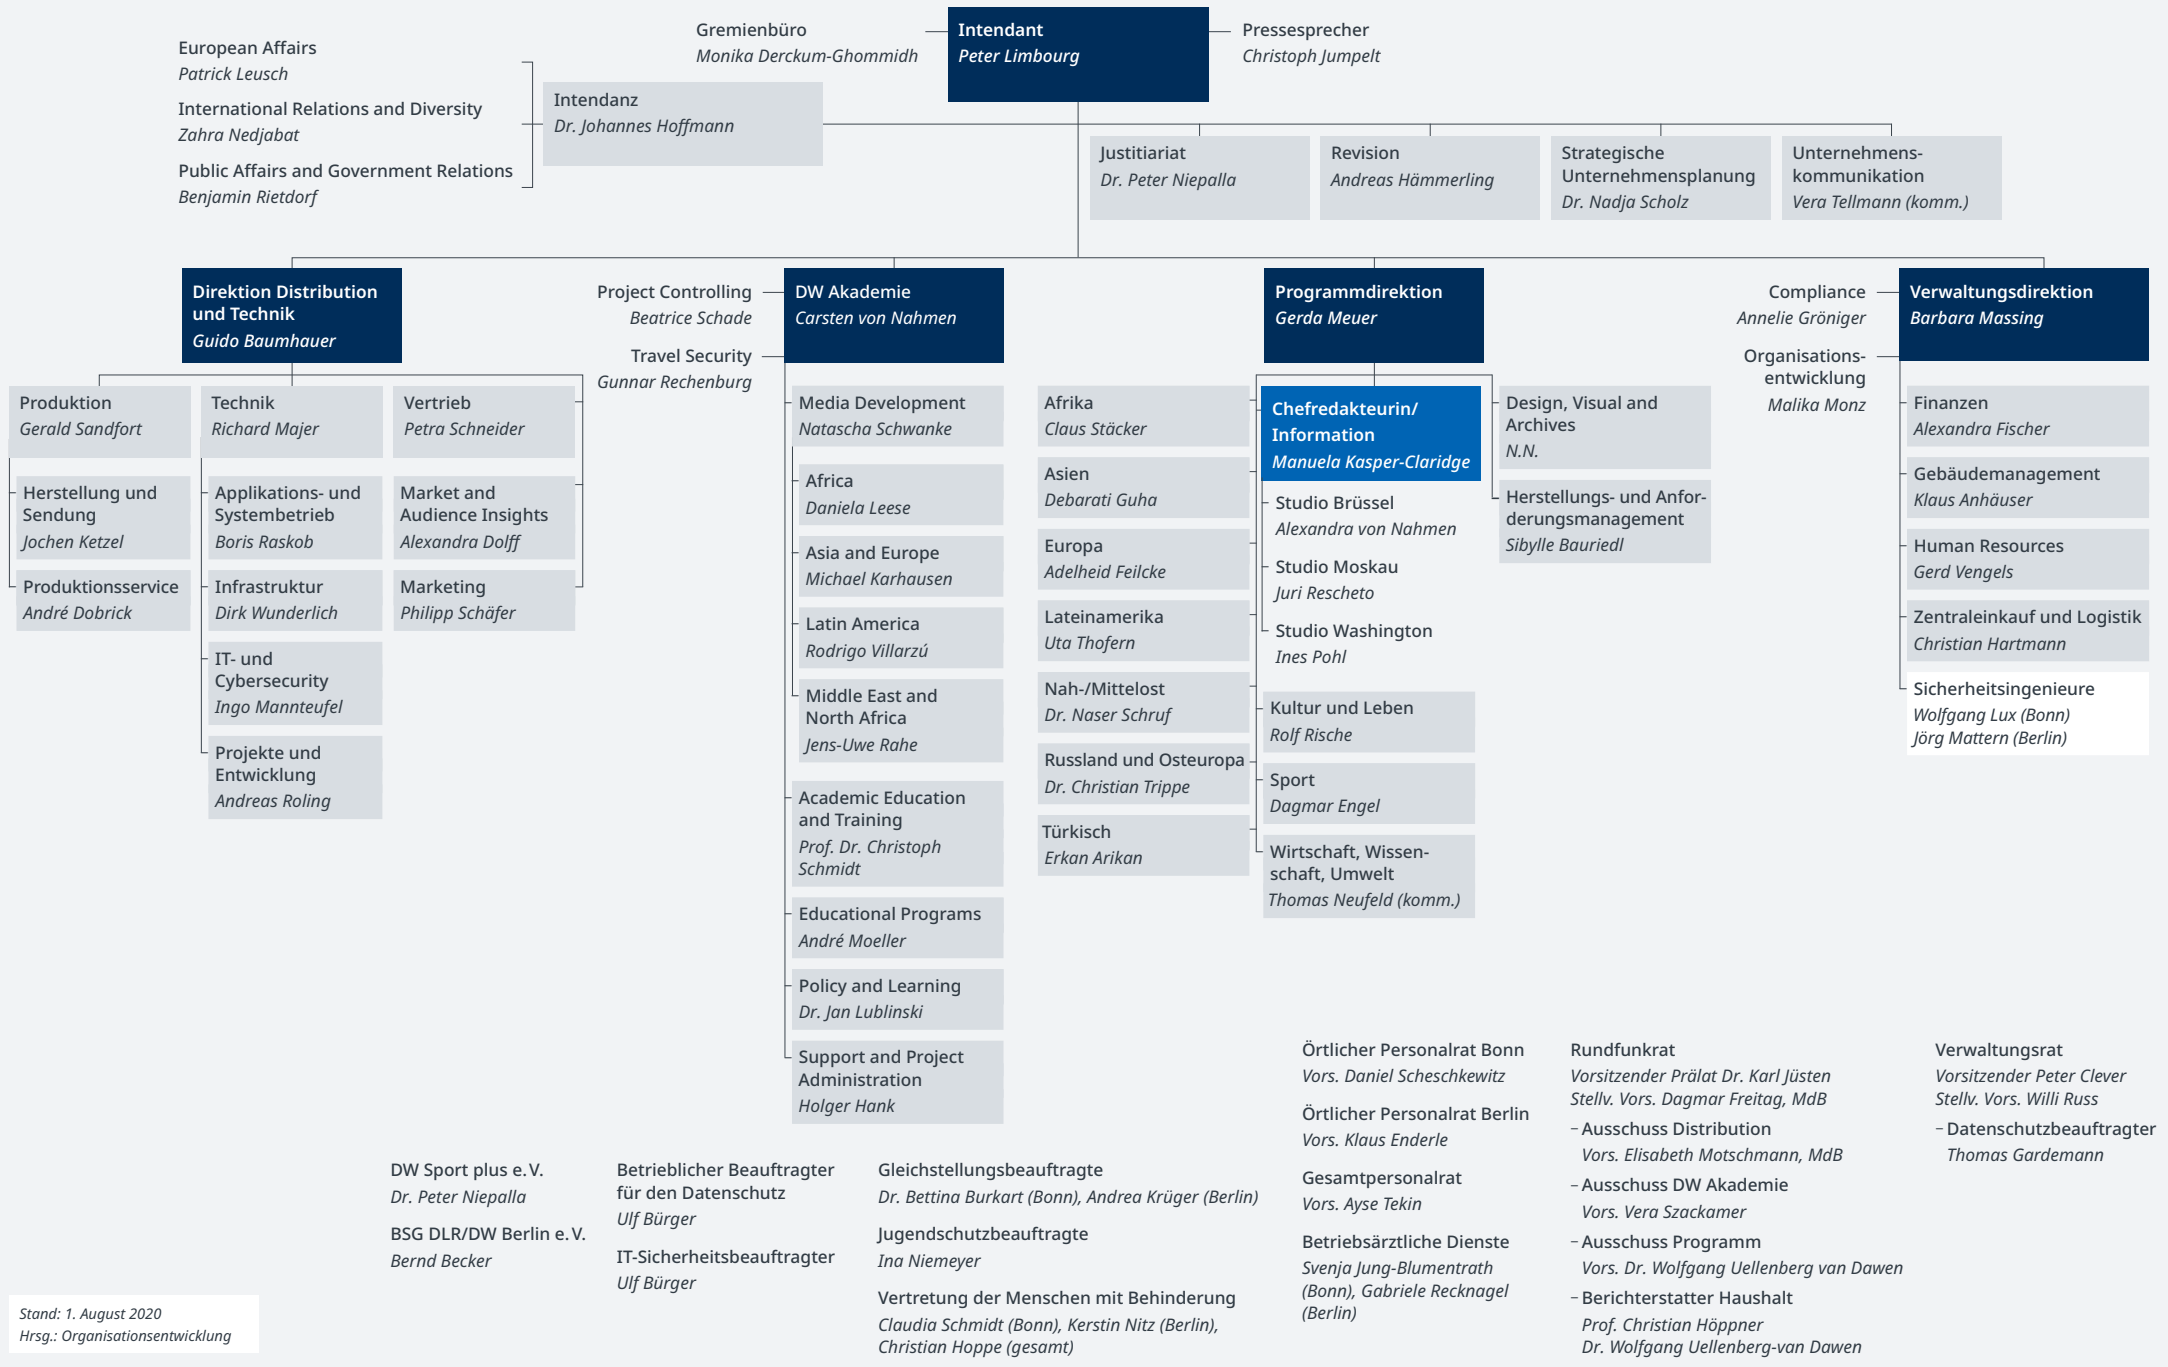 Gremienbüro
Monika Derckum-Ghommidh
Intendant
Peter Limbourg
Pressesprecher
Christoph Jumpelt
European Affairs
Patrick Leusch
International Relations and Diversity
Zahra Nedjabat
Public Affairs and Government Relations
Benjamin Rietdorf
Intendanz
Dr. Johannes Hoffmann
Justitiariat
Dr. Peter Niepalla
Revision
Andreas Hämmerling
Strategische
Unternehmensplanung
Dr. Nadja Scholz
Unternehmens-
kommunikation
Vera Tellmann (komm.)
Direktion Distribution
und Technik
Guido Baumhauer
Produktion
Gerald Sandfort
Herstellung und
Sendung
Jochen Ketzel
Produktionsservice
André Dobrick
Technik
Richard Majer
Applikations- und
Systembetrieb
Boris Raskob
Infrastruktur
Dirk Wunderlich
IT- und
Cybersecurity
Ingo Mannteufel
Projekte und
Entwicklung
Andreas Roling
Vertrieb
Petra Schneider
Market and
Audience Insights
Alexandra Dolff
Marketing
Philipp Schäfer
Project Controlling
Beatrice Schade
Travel Security
Gunnar Rechenburg
DW Akademie
Carsten von Nahmen
Media Development
Natascha Schwanke
Africa
Daniela Leese
Asia and Europe
Michael Karhausen
Latin America
Rodrigo Villarzú
Middle East and
North Africa
Jens-Uwe Rahe
Academic Education
and Training
Prof. Dr. Christoph
Schmidt
Educational Programs
André Moeller
Policy and Learning
Dr. Jan Lublinski
Support and Project
Administration
Holger Hank
Programmdirektion
Gerda Meuer
Afrika
Claus Stäcker
Asien
Debarati Guha
Europa
Adelheid Feilcke
Lateinamerika
Uta Thofern
Nah-/Mittelost
Dr. Naser Schruf
Russland und Osteuropa
Dr. Christian Trippe
Türkisch
Erkan Arikan
Chefredakteurin/
Information
Manuela Kasper-Claridge
Studio Brüssel
Alexandra von Nahmen
Studio Moskau
Juri Rescheto
Studio Washington
Ines Pohl
Kultur und Leben
Rolf Rische
Sport
Dagmar Engel
Wirtschaft, Wissen-
schaft, Umwelt
Thomas Neufeld (komm.)
Design, Visual and
Archives
N.N.
Herstellungs- und Anfor-
derungsmanagement
Sibylle Bauriedl
Compliance
Annelie Gröniger
Organisations-
entwicklung
Malika Monz
Verwaltungsdirektion
Barbara Massing
Finanzen
Alexandra Fischer
Gebäudemanagement
Klaus Anhäuser
Human Resources
Gerd Vengels
Zentraleinkauf und Logistik
Christian Hartmann
Sicherheitsingenieure
Wolfgang Lux (Bonn)
Jörg Mattern (Berlin)
DW Sport plus e. V.
Dr. Peter Niepalla
BSG DLR/DW Berlin e. V.
Bernd Becker
Betrieblicher Beauftragter
für den Datenschutz
Ulf Bürger
IT-Sicherheitsbeauftragter
Ulf Bürger
Gleichstellungsbeauftragte
Dr. Bettina Burkart (Bonn), Andrea Krüger (Berlin)
Jugendschutzbeauftragte
Ina Niemeyer
Vertretung der Menschen mit Behinderung
Claudia Schmidt (Bonn), Kerstin Nitz (Berlin),
Christian Hoppe (gesamt)
Örtlicher Personalrat Bonn
Vors. Daniel Scheschkewitz
Örtlicher Personalrat Berlin
Vors. Klaus Enderle
Gesamtpersonalrat
Vors. Ayse Tekin
Betriebsärztliche Dienste
Svenja Jung-Blumentrath
(Bonn), Gabriele Recknagel
(Berlin)
Rundfunkrat
Vorsitzender Prälat Dr. Karl Jüsten
Stellv. Vors. Dagmar Freitag, MdB
– Ausschuss Distribution
Vors. Elisabeth Motschmann, MdB
– Ausschuss DW Akademie
Vors. Vera Szackamer
– Ausschuss Programm
Vors. Dr. Wolfgang Uellenberg van Dawen
– Berichterstatter Haushalt
Prof. Christian Höppner
Dr. Wolfgang Uellenberg-van Dawen
Verwaltungsrat
Vorsitzender Peter Clever
Stellv. Vors. Willi Russ
– Datenschutzbeauftragter
Thomas Gardemann
Stand: 1. August 2020
Hrsg.: Organisationsentwicklung